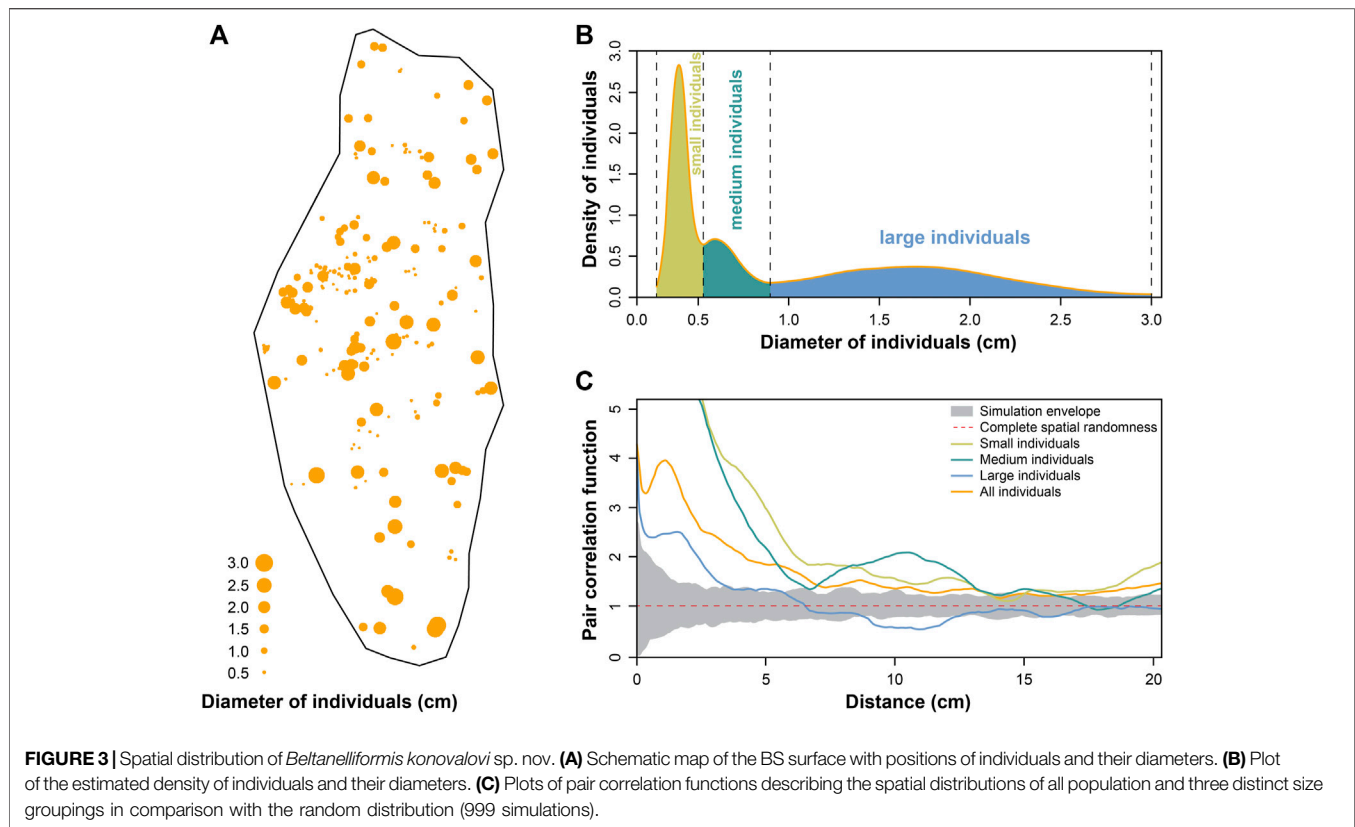 A
3.0
2.5
2.0
1.5
1.0
0.5
Diameter of individuals (cm)
B
Density of individuals
3.0
2.5
2.0
1.5
1.0
0.5
0.0
small individuals
medium individuals
large individuals
0.0 0.5 1.0 1.5 2.0 2.5 3.0
Diameter of individuals (cm)
C
Pair correlation function
5
4
3
2
1
0
Simulation envelope
Complete spatial randomness
Small individuals
Medium individuals
Large individuals
All individuals
0 5 10 15 20
Distance (cm)
FIGURE 3 | Spatial distribution of Beltanelliformis konovalovi sp. nov. (A) Schematic map of the BS surface with positions of individuals and their diameters. (B) Plot
of the estimated density of individuals and their diameters. (C) Plots of pair correlation functions describing the spatial distributions of all population and three distinct size
groupings in comparison with the random distribution (999 simulations).